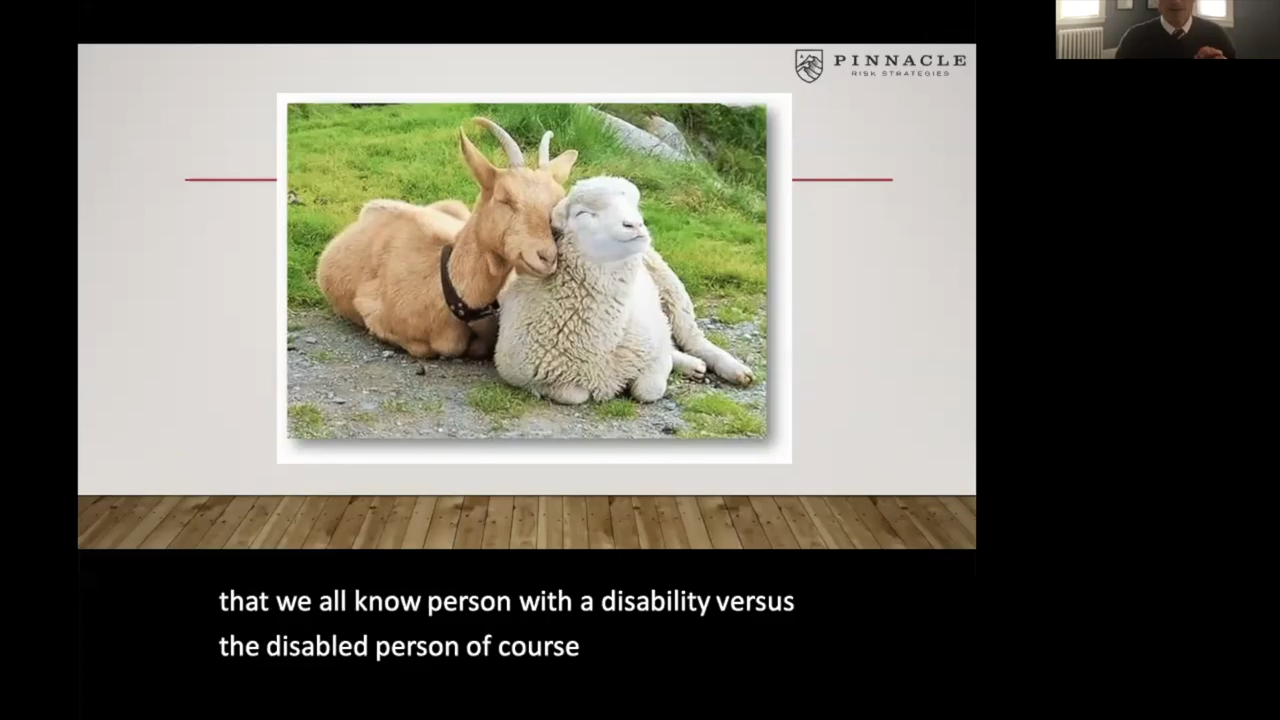 PINNACLE
RISK STRATEGIES
that we all know person with a disability versus
the disabled person of course